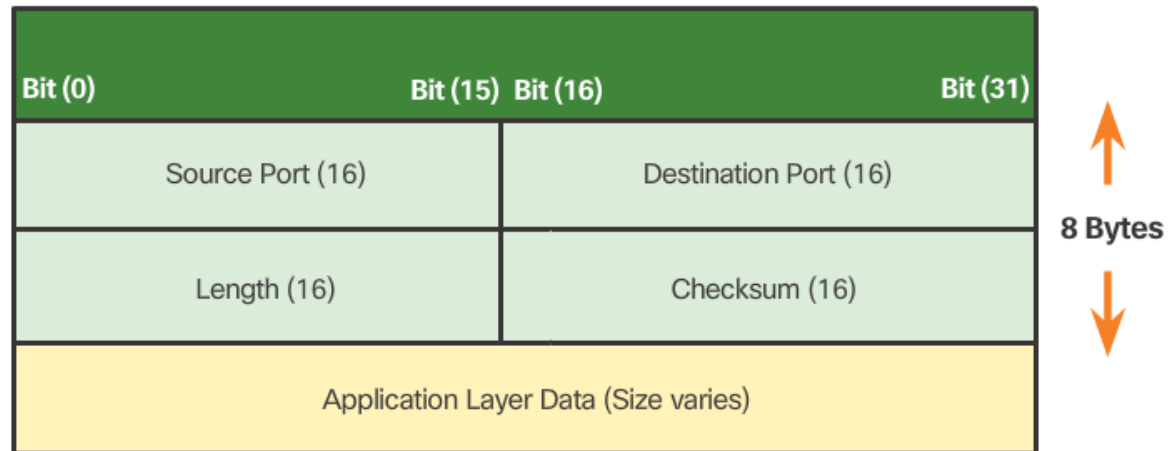 Bit (0) Bit (15) Bit (16) Bit (31)
Source Port (16) Destination Port (16)
8 Bytes
Length (16) Checksum (16)
Application Layer Data (Size varies)